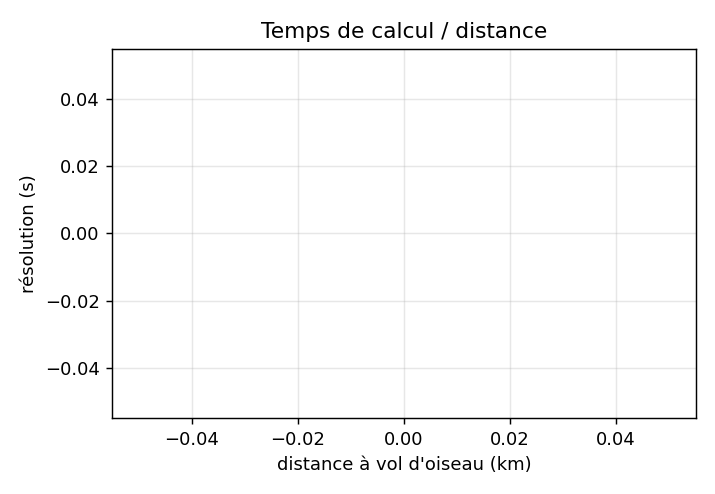 Temps de calcul / distance
0.04
0.02
0.00
−0.02
−0.04
résolution (s)
−0.04 −0.02 0.00 0.02 0.04
distance à vol d'oiseau (km)